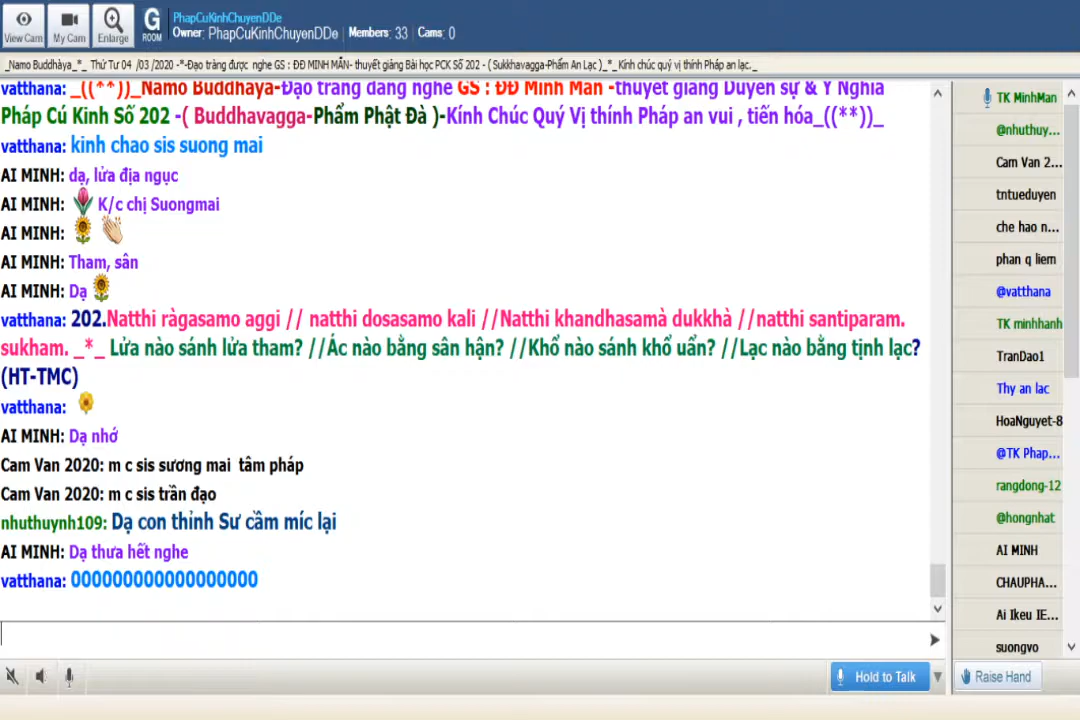 View Cam
My Cam
Enlarge
G
ROOM
PhapCuKinhChuyenDDe
Owner: PhapCuKinhChuyenDDe Members: 33 Cams: 0
_Namo Buddhàya_*_ Thứ Tư 04 /03 /2020 -*-Đạo tràng được nghe GS : ĐĐ MINH MẪN- thuyết giảng Bài học PCK Số 202 - ( Sukkhavagga-Phẩm An Lạc )_*_ Kính chúc quý vị thính Pháp an lạc._
vatthana: _((**))_Namo Buddhaya-Đạo tràng đang nghe GS : ĐĐ Minh Mẫn -thuyết giảng Duyên sự & Ý Nghĩa
Pháp Cú Kinh Số 202 -( Buddhavagga-Phẩm Phật Đà )-Kính Chúc Quý Vị thính Pháp an vui , tiến hóa_((**))_
vatthana: kinh chao sis suong mai
AI MINH: dạ, lửa địa ngục
AI MINH: K/c chị Suongmai
AI MINH:
AI MINH: Tham, sân
AI MINH: Dạ
vatthana: 202.Natthi ràgasamo aggi // natthi dosasamo kali //Natthi khandhasamà dukkhà //natthi santiparam.
sukham. _*_ Lửa nào sánh lửa tham? //Ác nào bằng sân hận? //Khổ nào sánh khổ uẩn? //Lạc nào bằng tịnh lạc?
(HT-TMC)
vatthana:
AI MINH: Dạ nhớ
Cam Van 2020: m c sis sương mai tâm pháp
Cam Van 2020: m c sis trần đạo
nhuthuynh109: Dạ con thỉnh Sư cầm míc lại
AI MINH: Dạ thưa hết nghe
vatthana: 000000000000000000
TK MinhMan
@nhuthuy...
Cam Van 2...
tntueduyen
che hao n...
phan q liem
@vatthana
TK minhhanh
TranDao1
Thy an lac
HoaNguyet-8
@TK Phap...
rangdong-12
@hongnhat
AI MINH
CHAUPHA...
Ai Ikeu IE...
suongvo
Hold to Talk
Raise Hand